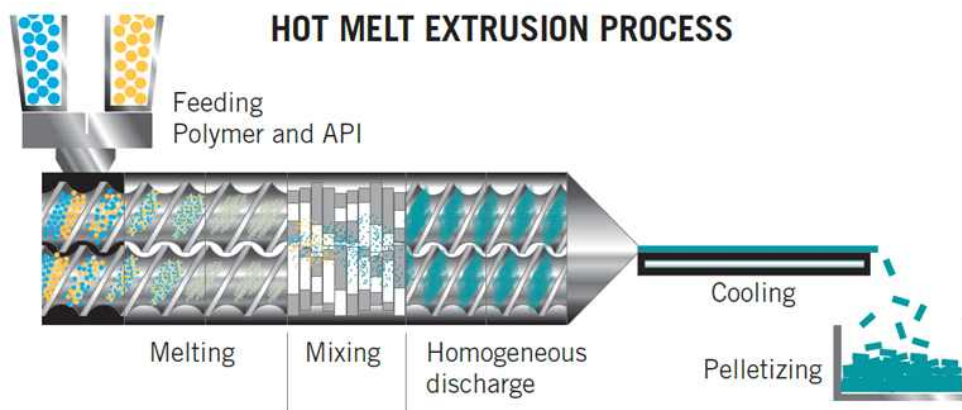 HOT MELT EXTRUSION PROCESS
Feeding
Polymer and API
Cooling
Melting
Mixing
Homogeneous
discharge
Pelletizing